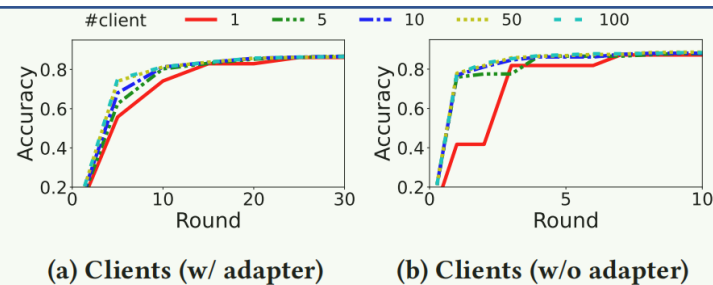 #client 1 5 10 50 100
Accuracy
0.8
0.6
0.4
0.2
0 10 20 30
Round
(a) Clients (w/ adapter)
Accuracy
0.8
0.6
0.4
0.2
0 5 10
Round
(b) Clients (w/o adapter)